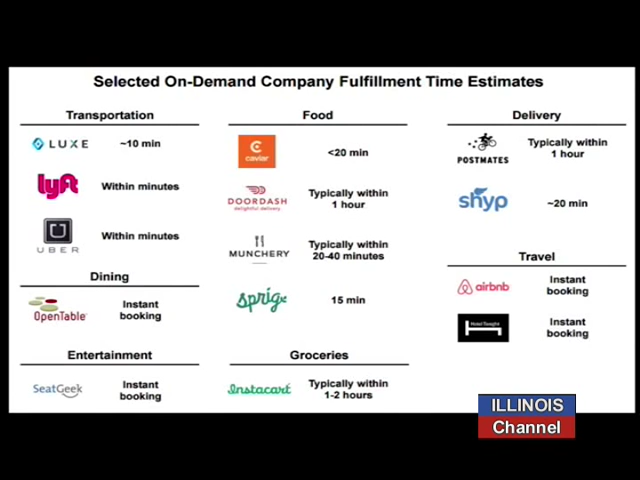 Selected On-Demand Company Fulfillment Time Estimates
Transportation
LUXE
~10 min
lyft
Within minutes
UBER
Within minutes
Dining
OpenTable
Instant
booking
Entertainment
SeatGeek
Instant
booking
Food
caviar
<20 min
DOORDASH
delightful delivery
Typically within
1 hour
MUNCHERY
Typically within
20-40 minutes
sprig
15 min
Groceries
Instacart
Typically within
1-2 hours
Delivery
POSTMATES
Typically within
1 hour
shyp
~20 min
Travel
airbnb
Instant
booking
Hotel Tonight
Instant
booking
ILLINOIS
Channel